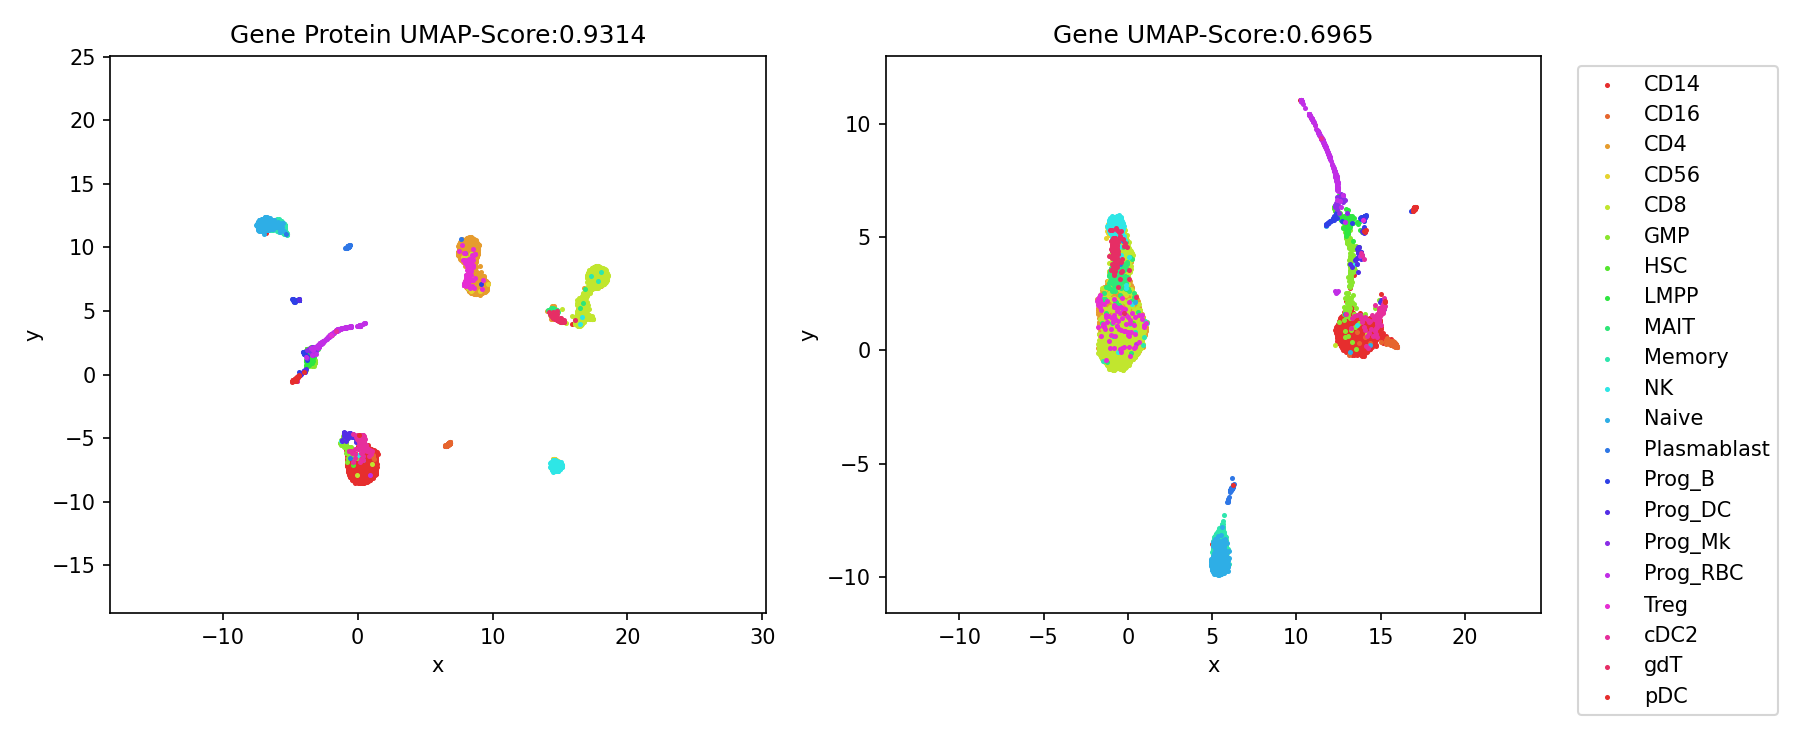 Gene Protein UMAP-Score:0.9314
25
20
15
10
5
0
−5
−10
−15
y
−10
0
10
20
30
x
Gene UMAP-Score:0.6965
10
5
0
−5
−10
y
−10
−5
0
5
10
15
20
x
CD14
CD16
CD4
CD56
CD8
GMP
HSC
LMPP
MAIT
Memory
NK
Naive
Plasmablast
Prog_B
Prog_DC
Prog_Mk
Prog_RBC
Treg
cDC2
gdT
pDC